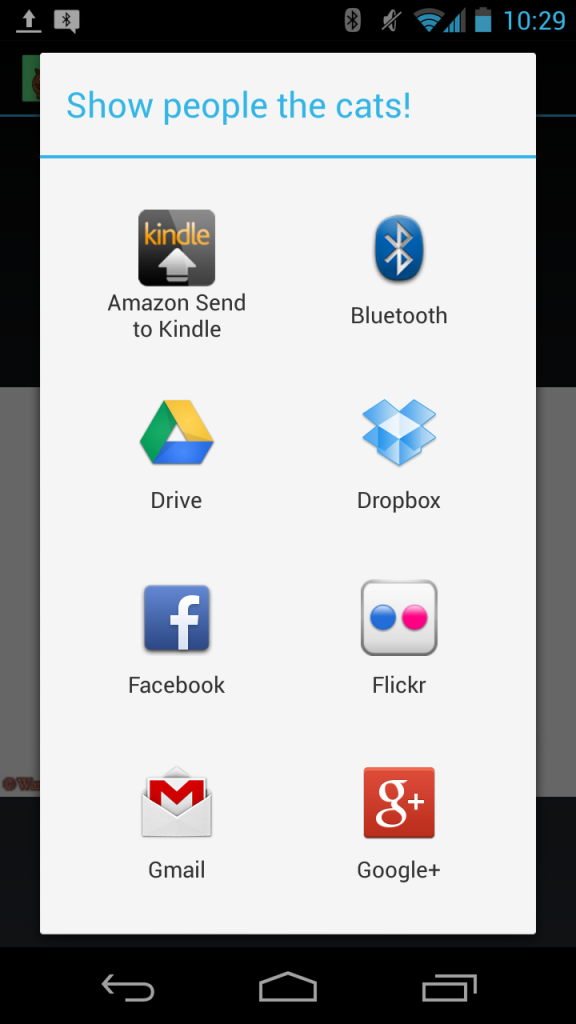 10:29
Show people the cats!
kindle
Amazon Send
to Kindle
Bluetooth
Drive
Dropbox
f
Facebook
Flickr
Gmail
g+
Google+